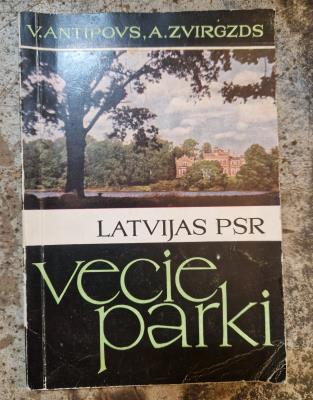 V.ANTIPOVS, A.ZVIRGZDS
LATVIJAS PSR
vecie
parki